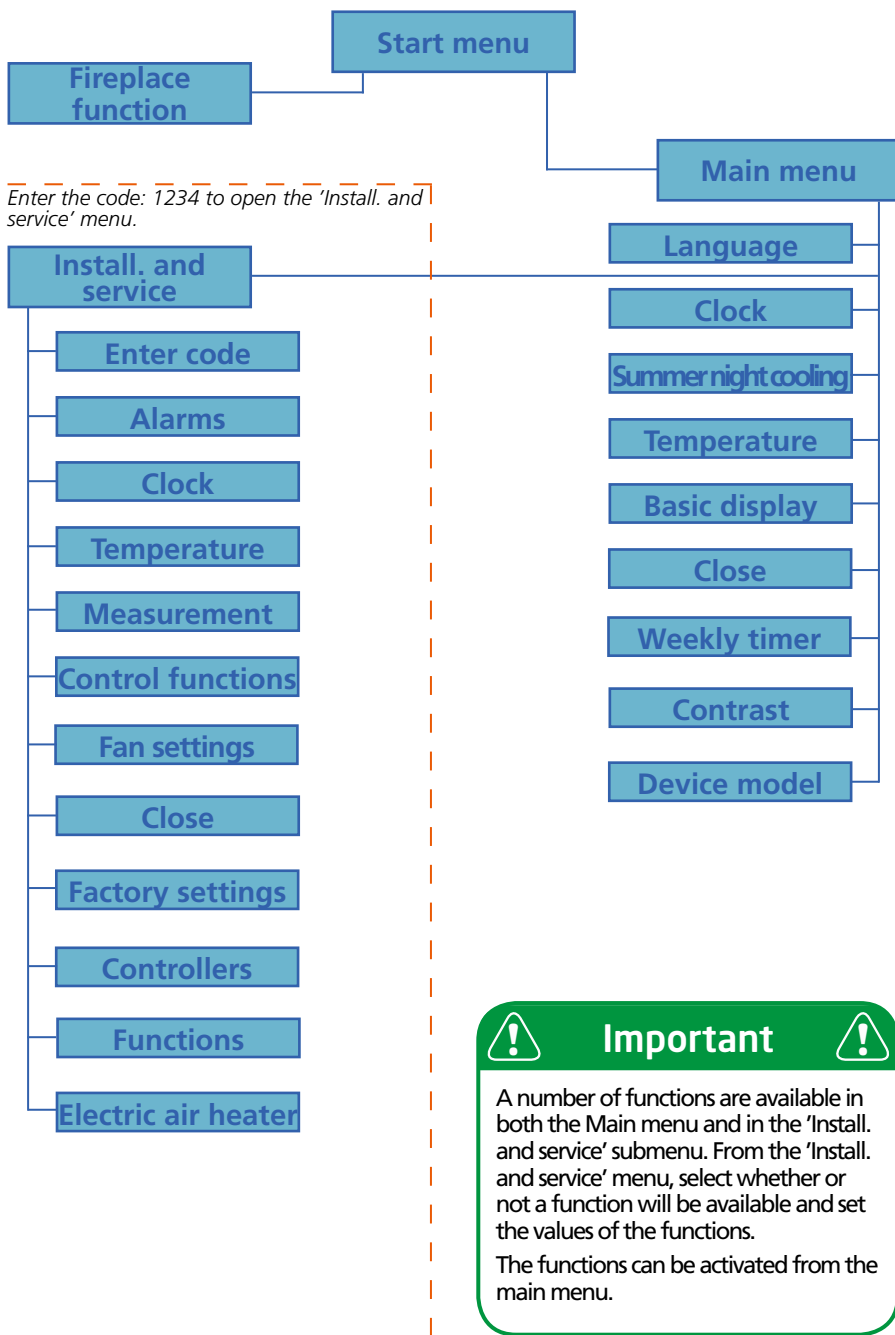 Start menu
Fireplace
function
Main menu
Enter the code: 1234 to open the ’Install. and
service’ menu.
Install. and
service
Enter code
Alarms
Clock
Temperature
Measurement
Control functions
Fan settings
Close
Factory settings
Controllers
Functions
Electric air heater
Language
Clock
Summer night cooling
Temperature
Basic display
Close
Weekly timer
Contrast
Device model
Important
A number of functions are available in
both the Main menu and in the ’Install.
and service’ submenu. From the ’Install.
and service’ menu, select whether or
not a function will be available and set
the values of the functions.
The functions can be activated from the
main menu.